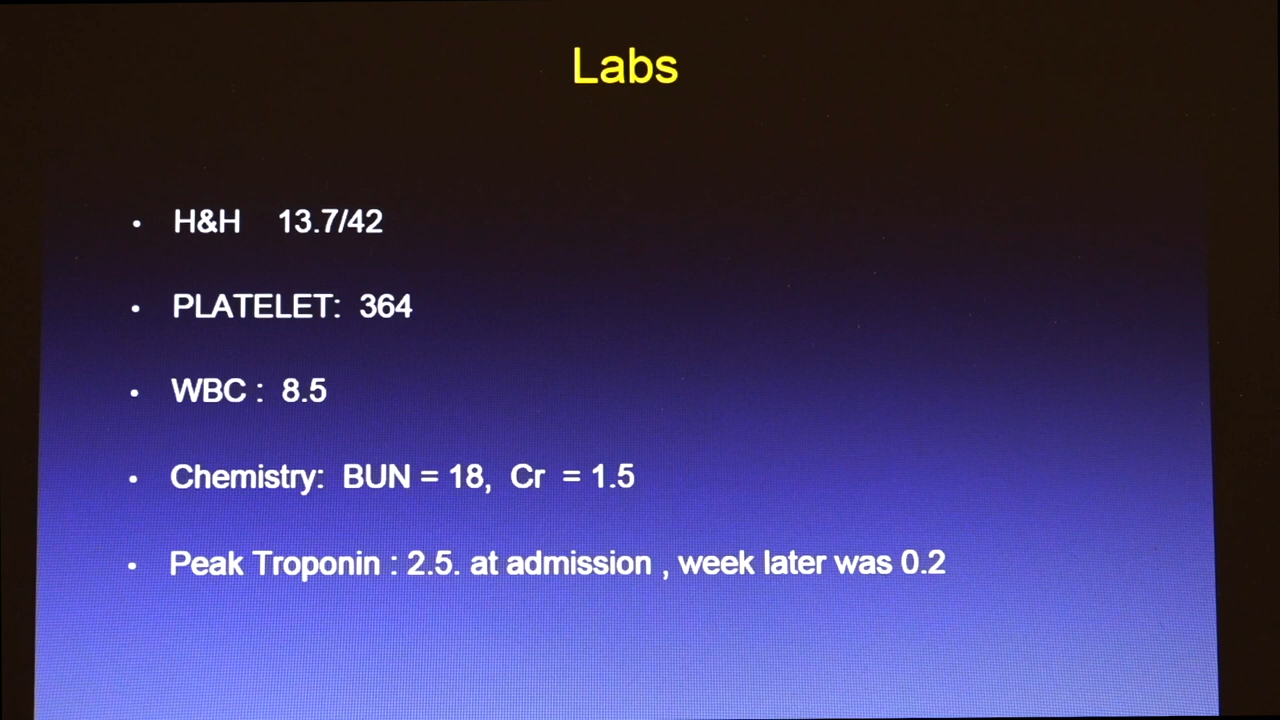 Labs
• H&H 13.7/42
• PLATELET: 364
• WBC : 8.5
• Chemistry: BUN = 18, Cr = 1.5
• Peak Troponin : 2.5. at admission , week later was 0.2